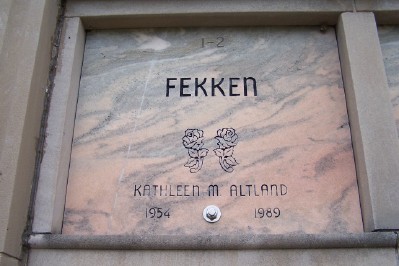 1-2
FEKKEN
KATHLEEN M. ALTLAND
1954 1989